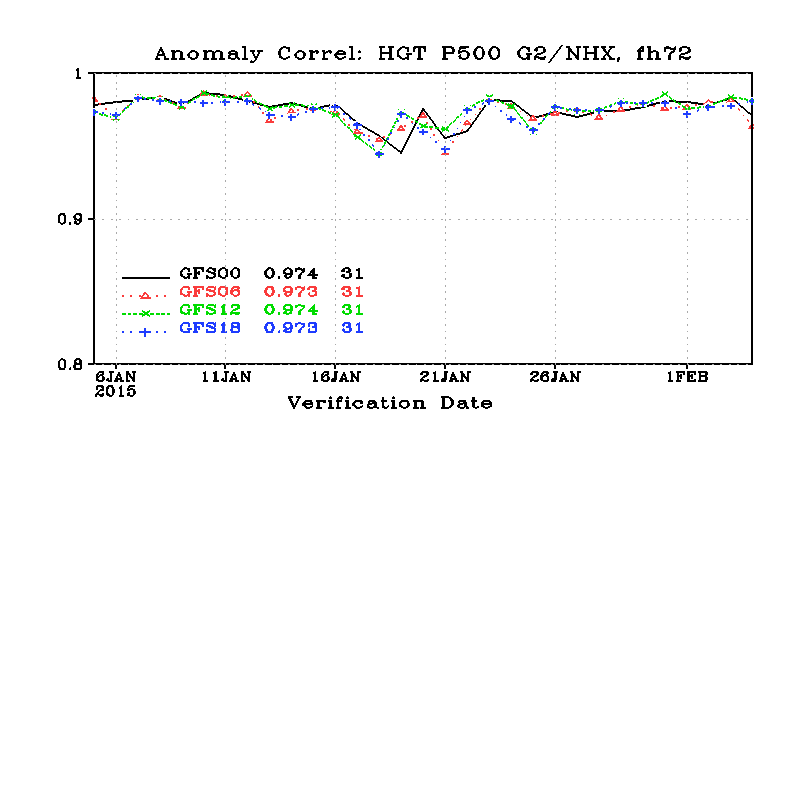 Anomaly Correl: HGT P500 G2/NHX, fh72
1
0.9
0.8
GFS00 0.974 31
GFS06 0.973 31
GFS12 0.974 31
GFS18 0.973 31
6JAN 11JAN 16JAN 21JAN 26JAN 1FEB
2015
Verification Date